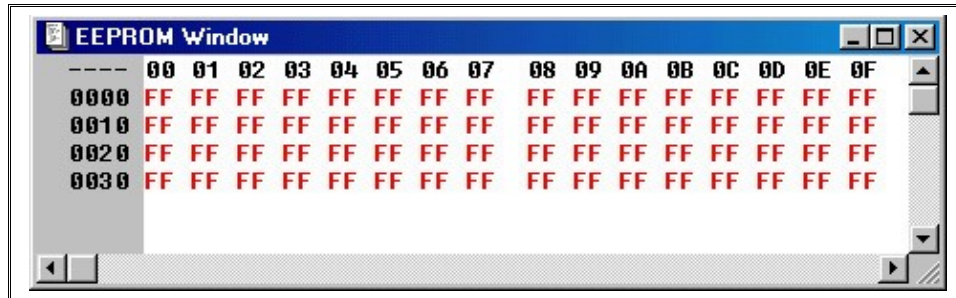 EEPROM Window
---- 00 01 02 03 04 05 06 07 08 09 0A 0B 0C 0D 0E 0F
0000 FF FF FF FF FF FF FF FF FF FF FF FF FF FF FF FF
0010 FF FF FF FF FF FF FF FF FF FF FF FF FF FF FF FF
0020 FF FF FF FF FF FF FF FF FF FF FF FF FF FF FF FF
0030 FF FF FF FF FF FF FF FF FF FF FF FF FF FF FF FF